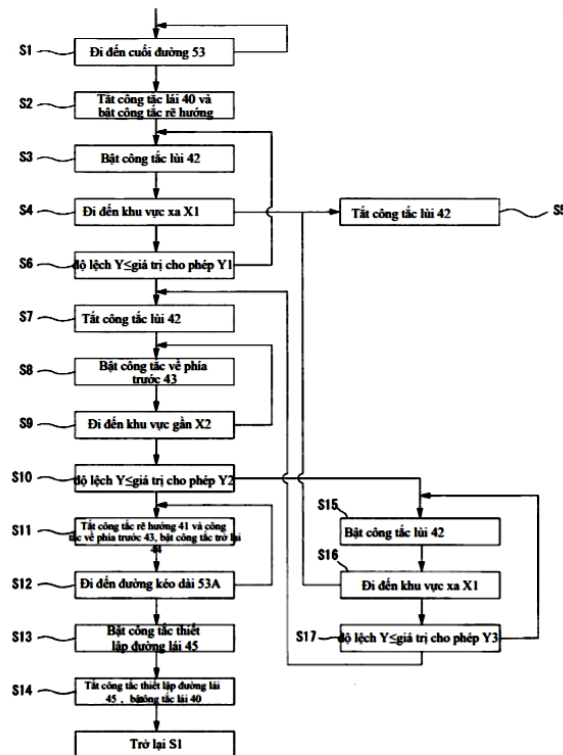 S1
Đi đến cuối đường 53
S2
Tăt công tăc lái 40 và
bật công tắc rẽ hướng
S3
Bật công tắc lùi 42
S4
Đi đến khu vực xa X1
Tắt công tắc lùi 42
S5
S6
độ lệch Y≤giá trị cho phép Y1
S7
Tắt công tắc lùi 42
S8
Bật công tắc về phía
trước 43
S9
Đi đến khu vực gần X2
S10
độ lệch Y≤giá trị cho phép Y2
S11
Tắt công tắc rẽ hướng 41 và công
tắc về phía trước 43, bật công tắc trở lại
44
S12
Đi đến đường kéo dài 53A
S13
Bật công tắc thiết
lập đường lái 45
S14
Tắt công tắc thiết lập đường lái
45 , bậtông tắc lái 40
Trở lại S1
S15
Bật công tắc lùi 42
S16
Đi đến khu vực xa X1
S17
độ lệch Y≤giá trị cho phép Y3